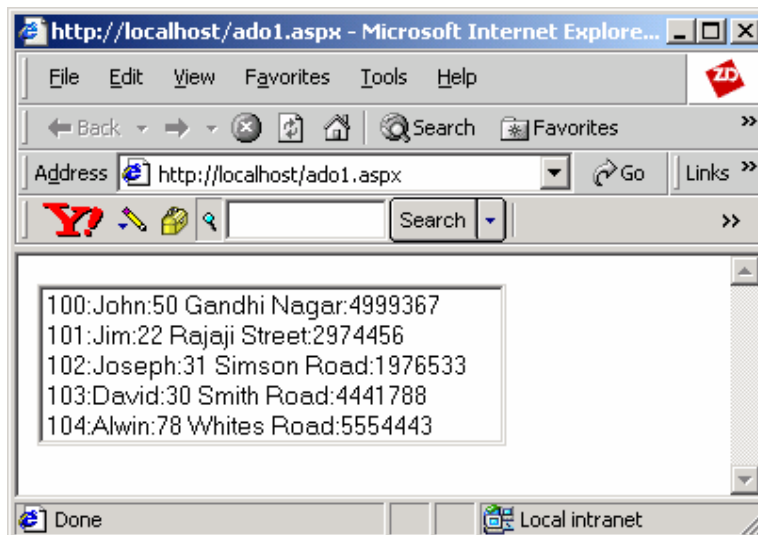 http://localhost/ado1.aspx - Microsoft Internet Explore...
File Edit View Favorites Tools Help
ZD
Back Search Favorites »
Address http://localhost/ado1.aspx Go Links »
Y! Search »
100:John:50 Gandhi Nagar:4999367
101:Jim:22 Rajaji Street:2974456
102:Joseph:31 Simson Road:1976533
103:David:30 Smith Road:4441788
104:Alwin:78 Whites Road:5554443
Done Local intranet